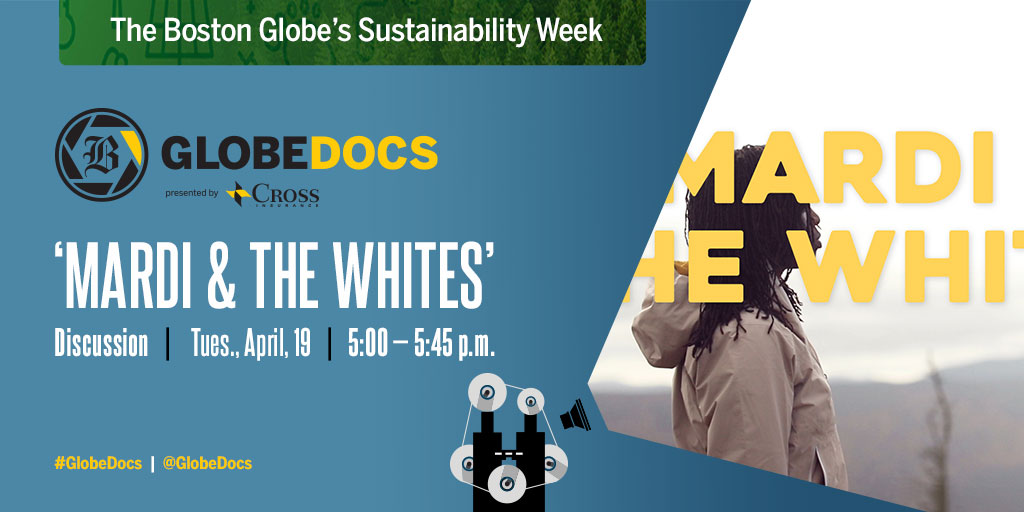 The Boston Globe's Sustainability Week
B
GLOBEDOCS
presented by CROSS
INSURANCE
'MARDI & THE WHITES'
Discussion | Tues., April, 19 | 5:00 – 5:45 p.m.
#GlobeDocs | @GlobeDocs
MARDI
HE WHIT